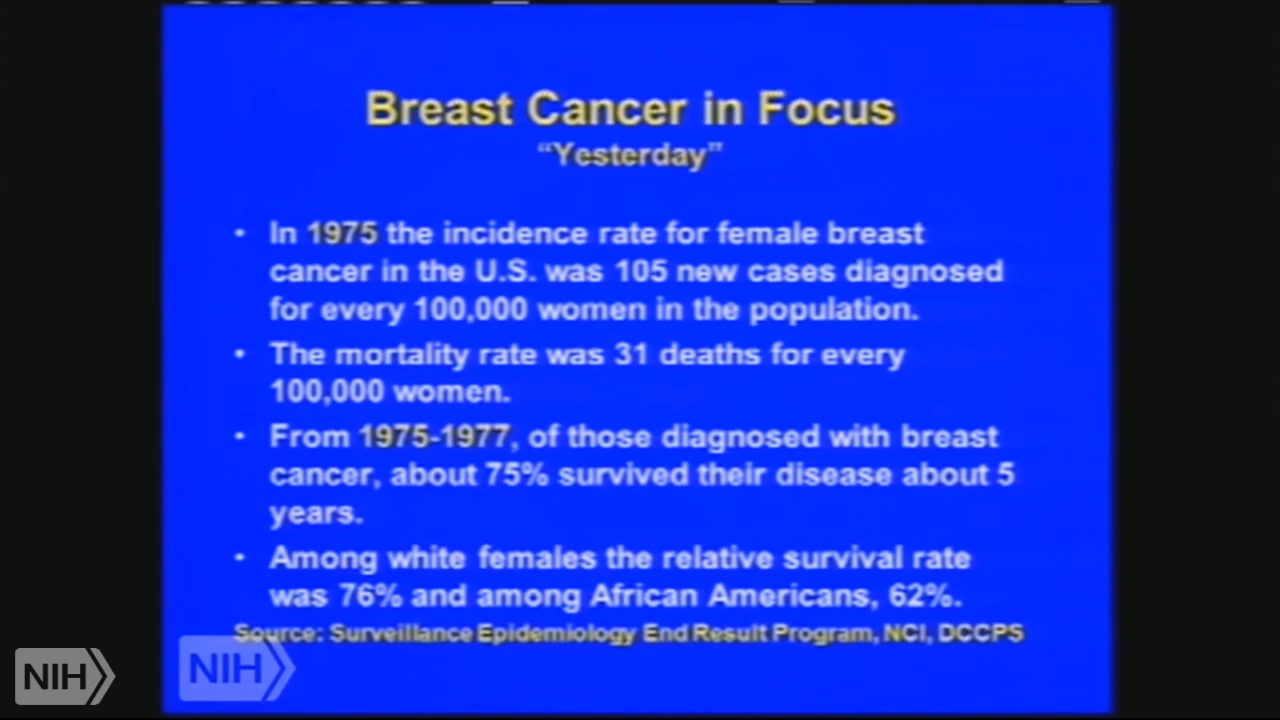 Breast Cancer in Focus
“Yesterday”
• In 1975 the incidence rate for female breast
cancer in the U.S. was 105 new cases diagnosed
for every 100,000 women in the population.
• The mortality rate was 31 deaths for every
100,000 women.
• From 1975-1977, of those diagnosed with breast
cancer, about 75% survived their disease about 5
years.
• Among white females the relative survival rate
was 76% and among African Americans, 62%.
Source: Surveillance Epidemiology End Result Program, NCI, DCCPS
NIH
NIH